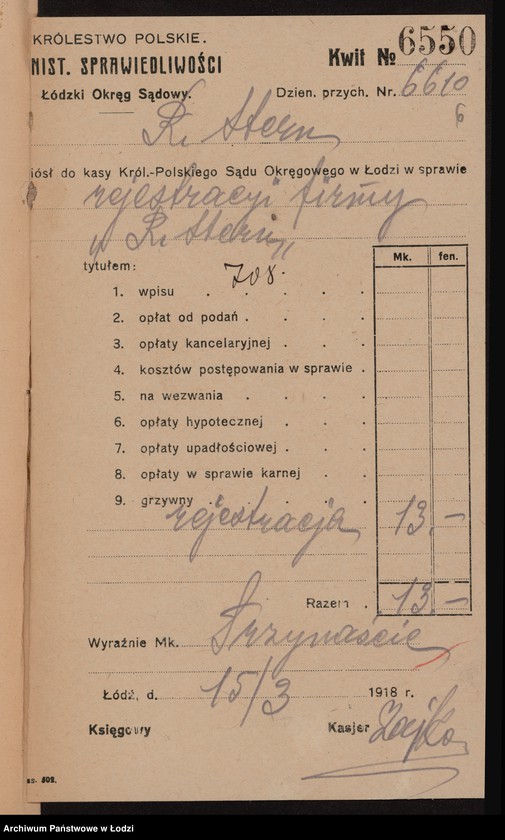 KRÓLESTWO POLSKIE.
NIST. SPRAWIEDLIWOŚCI
Łódzki Okręg Sądowy.
Kwit № 6550
Dzien. przych. Nr. 6610
6
R. Stern
iósł do kasy Król.-Polskiego Sądu Okręgowego w Łodzi w sprawie
rejestracyi firmy
„R. Stern"
tytułem: 708.
Mk. fen.
1. wpisu
2. opłat od podań
3. opłaty kancelaryjnej
4. kosztów postępowania w sprawie
5. na wezwania
6. opłaty hypotecznej
7. opłaty upadłościowej
8. opłaty w sprawie karnej
9. grzywny
rejestracja 13.—
Razem 13.—
Wyraźnie Mk. Trzynaście
Łódź, d. 15/3 1918 r.
Księgowy Kasjer
502.
Archiwum Państwowe w Łodzi